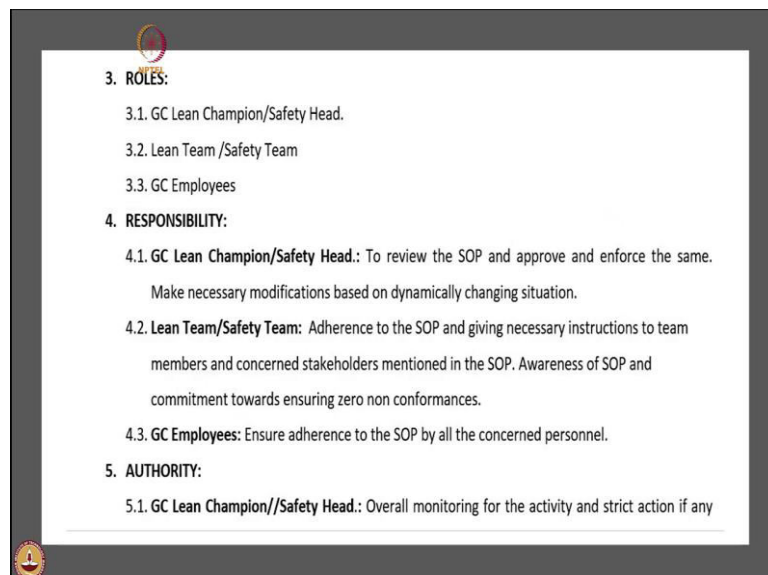 NPTEL
3. ROLES:
3.1. GC Lean Champion/Safety Head.
3.2. Lean Team /Safety Team
3.3. GC Employees
4. RESPONSIBILITY:
4.1. GC Lean Champion/Safety Head.: To review the SOP and approve and enforce the same.
Make necessary modifications based on dynamically changing situation.
4.2. Lean Team/Safety Team: Adherence to the SOP and giving necessary instructions to team
members and concerned stakeholders mentioned in the SOP. Awareness of SOP and
commitment towards ensuring zero non conformances.
4.3. GC Employees: Ensure adherence to the SOP by all the concerned personnel.
5. AUTHORITY:
5.1. GC Lean Champion//Safety Head.: Overall monitoring for the activity and strict action if any